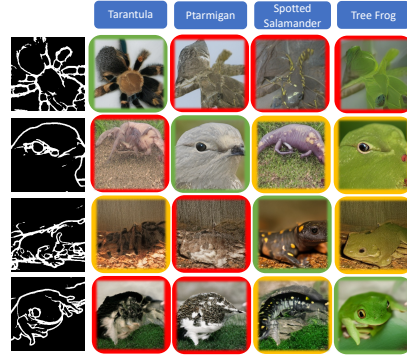 Tarantula
Ptarmigan
Spotted
Salamander
Tree Frog